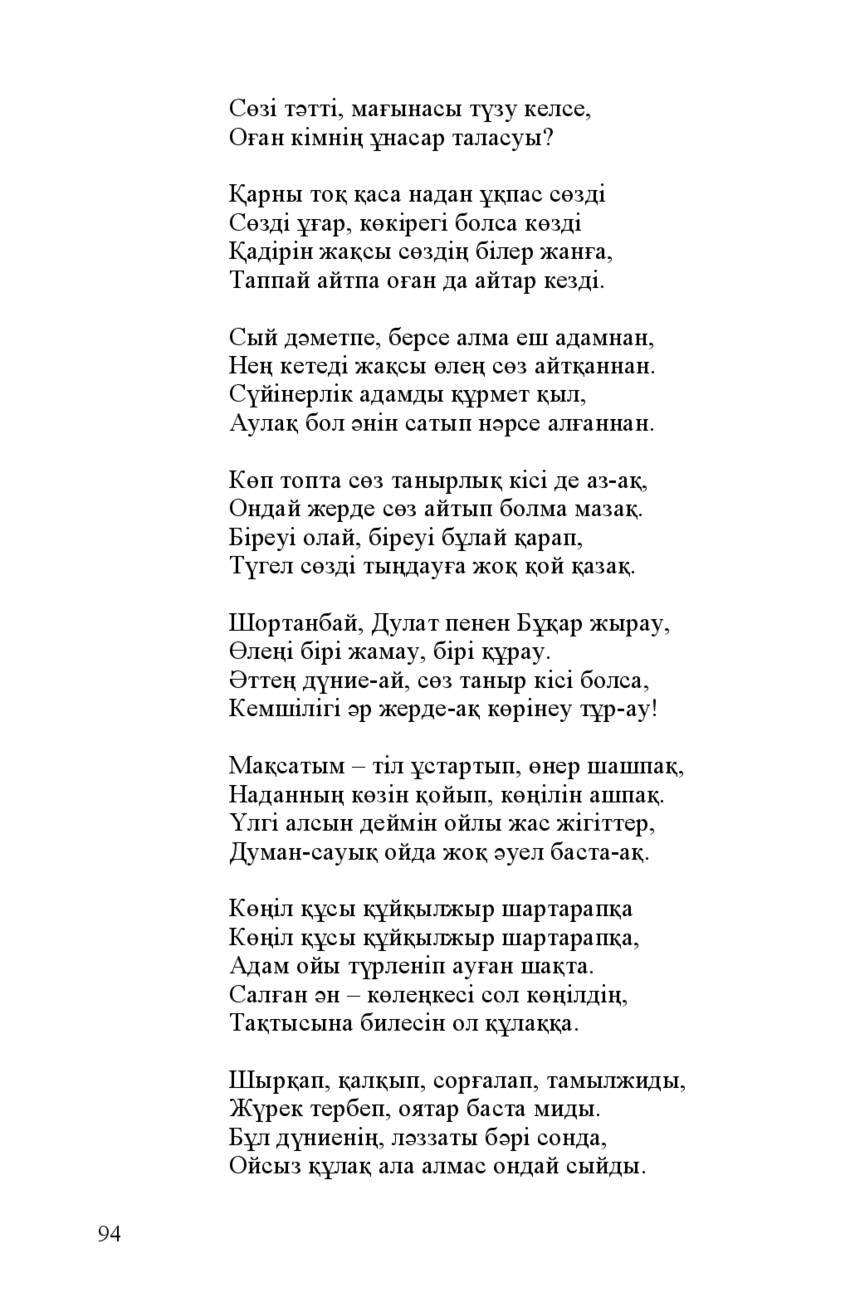 Сөзі тәтті, мағынасы түзу келсе,
Оған кімнің ұнасар таласуы?
Қарны тоқ қаса надан ұқпас сөзді
Сөзді ұғар, көкірегі болса көзді
Қадірін жақсы сөздің білер жанға,
Таппай айтпа оған да айтар кезді.
Сый дәметпе, берсе алма еш адамнан,
Нең кетеді жақсы өлең сөз айтқаннан.
Сүйінерлік адамды құрмет қыл,
Аулақ бол әнін сатып нәрсе алғаннан.
Көп топта сөз танырлық кісі де аз-ақ,
Ондай жерде сөз айтып болма мазақ.
Біреуі олай, біреуі бұлай қарап,
Түгел сөзді тыңдауға жоқ қой қазақ.
Шортанбай, Дулат пенен Бұқар жырау,
Өлеңі бірі жамау, бірі құрау.
Әттең дүние-ай, сөз таныр кісі болса,
Кемшілігі әр жерде-ақ көрінеу тұр-ау!
Мақсатым – тіл ұстартып, өнер шашпақ,
Наданның көзін қойып, көңілін ашпақ.
Үлгі алсын деймін ойлы жас жігіттер,
Думан-сауық ойда жоқ әуел баста-ақ.
Көңіл құсы құйқылжыр шартарапқа
Көңіл құсы құйқылжыр шартарапқа,
Адам ойы түрленіп ауған шақта.
Салған ән – көлеңкесі сол көңілдің,
Тақтысына билесін ол құлаққа.
Шырқап, қалқып, сорғалап, тамылжиды,
Жүрек тербеп, оятар баста миды.
Бұл дүниенің, ләззаты бәрі сонда,
Ойсыз құлақ ала алмас ондай сыйды.
94